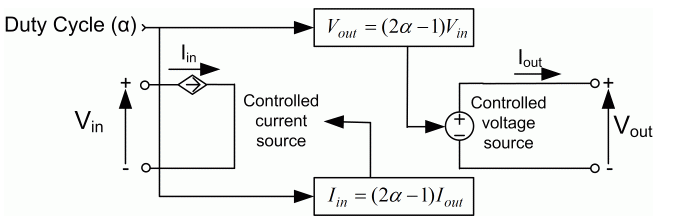 Duty Cycle (α)
V_out = (2α −1)V_in
I_in
I_out
+
+
Controlled
current
source
+
−
Controlled
voltage
source
V_in
V_out
-
-
I_in = (2α −1)I_out